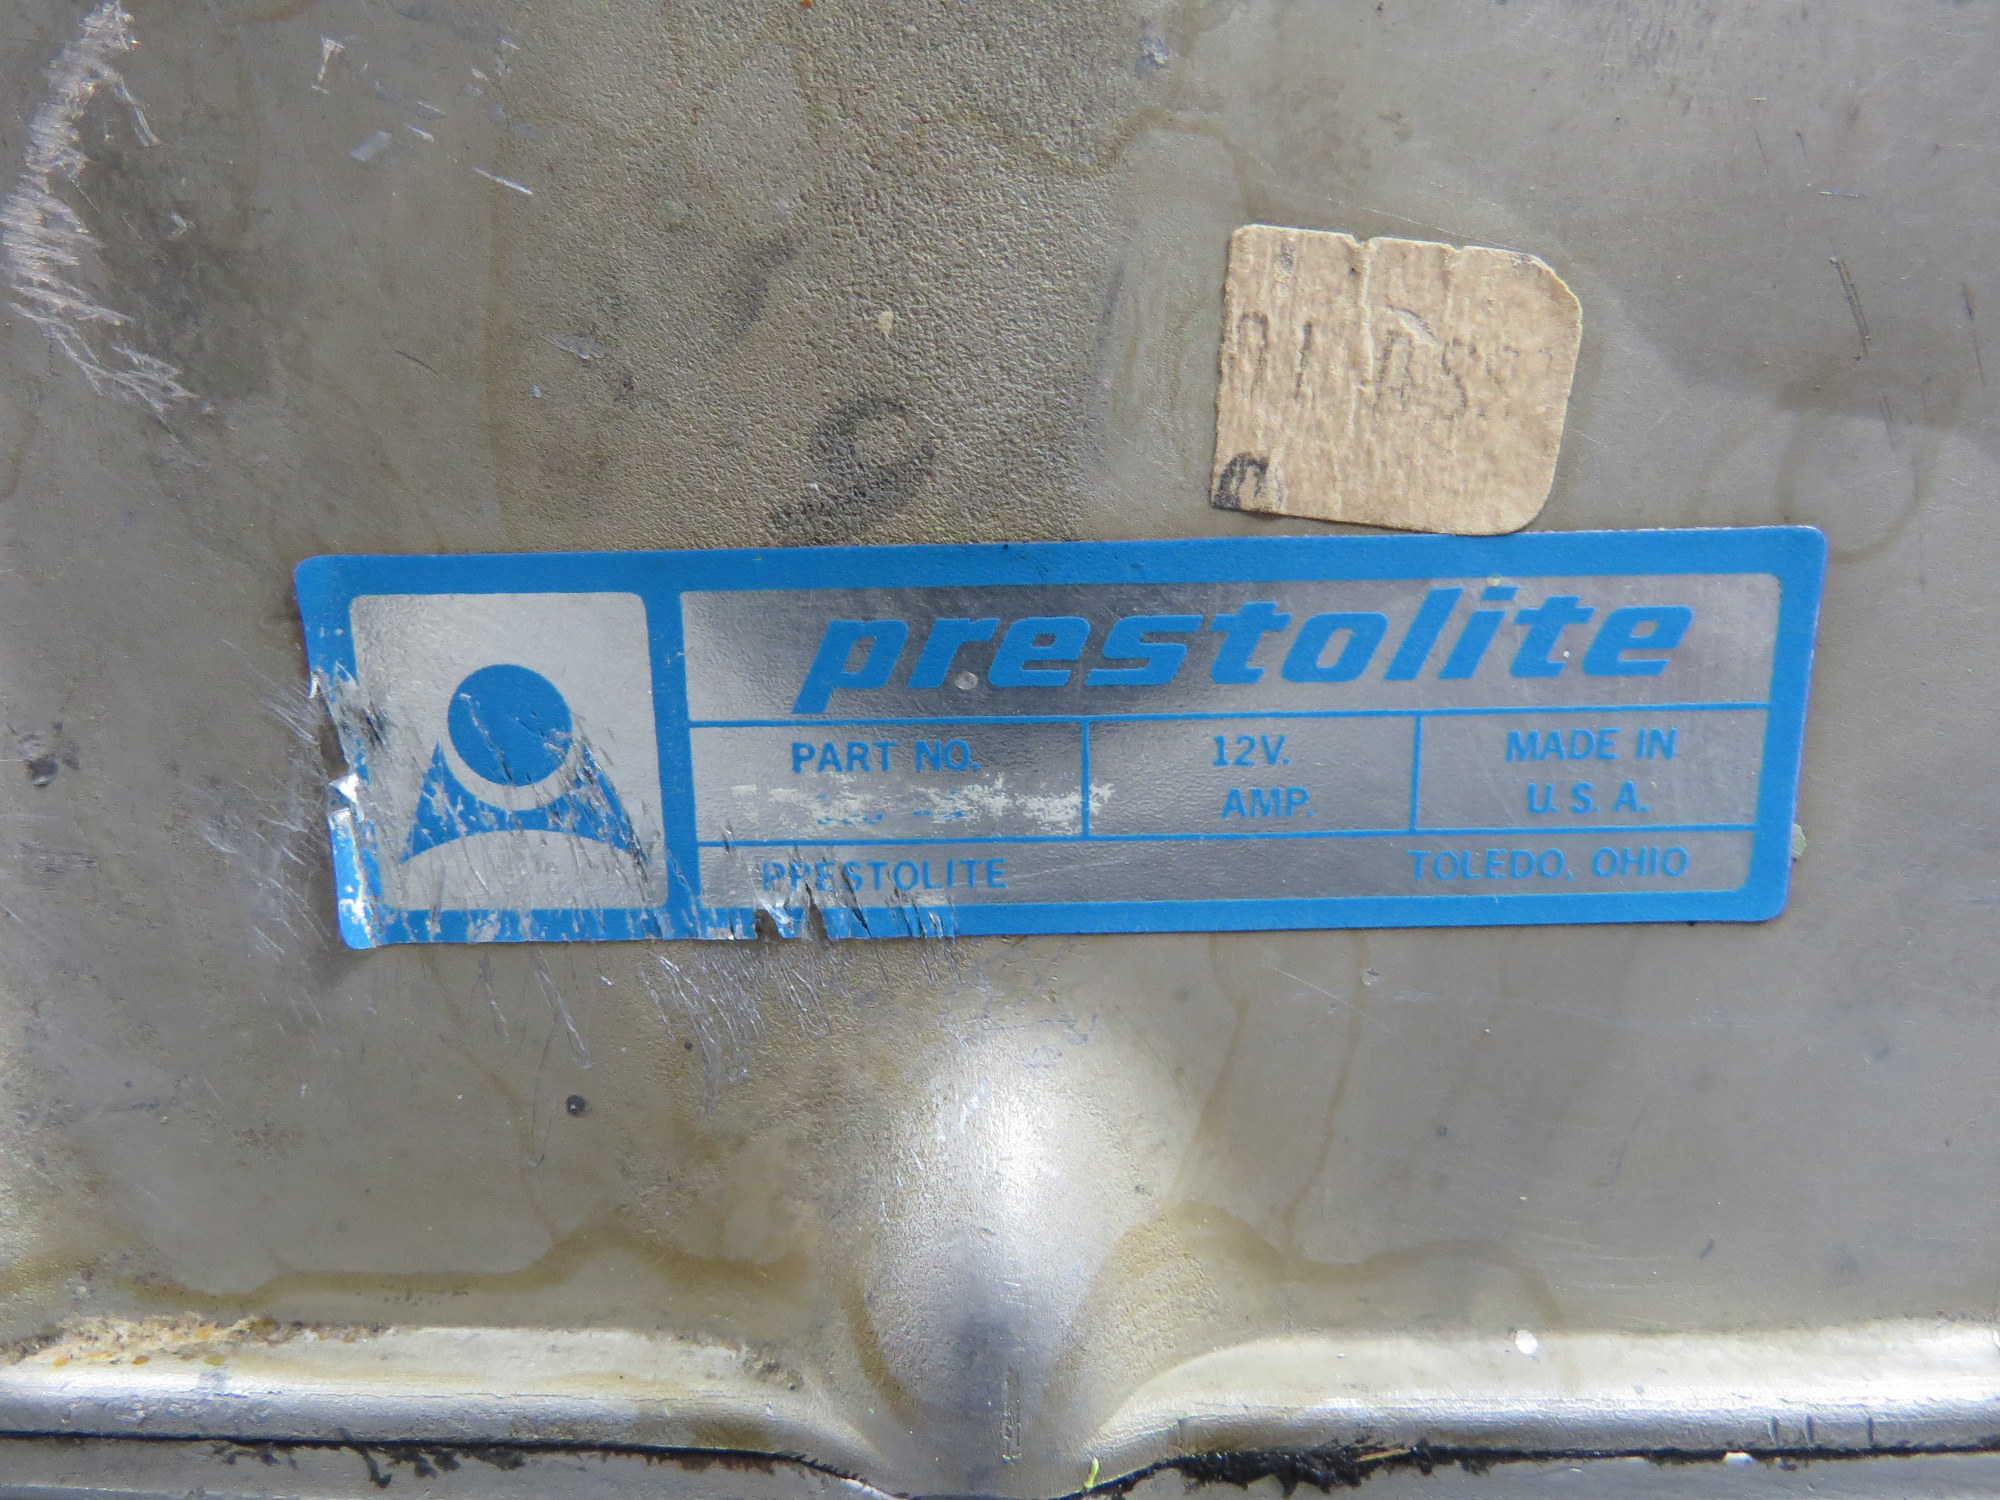 prestolite
PART NO.
12V.
AMP.
MADE IN
U. S. A.
PRESTOLITE
TOLEDO, OHIO